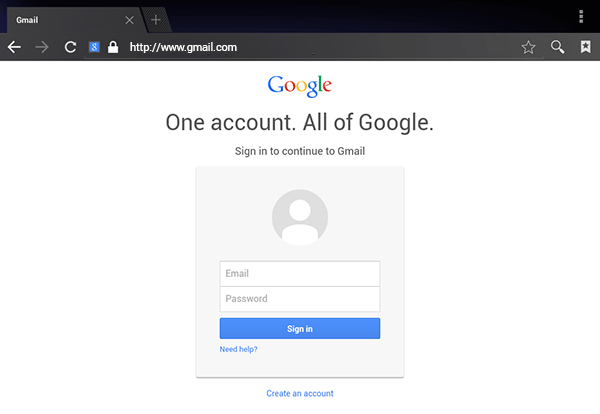 Gmail
http://www.gmail.com
Google
One account. All of Google.
Sign in to continue to Gmail
Email
Password
Sign in
Need help?
Create an account